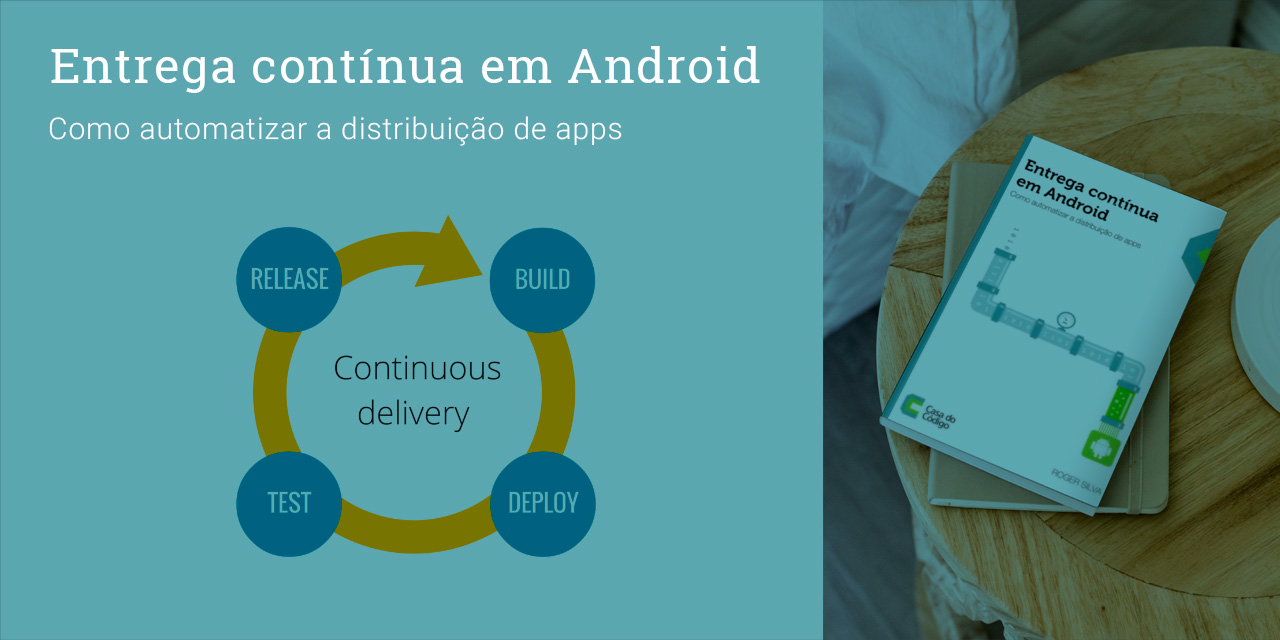 Entrega contínua em Android
Como automatizar a distribuição de apps
RELEASE
BUILD
Continuous
delivery
TEST
DEPLOY
Entrega contínua
em Android
Como automatizar a distribuição de apps
Casa do
Código
ROGER SILVA